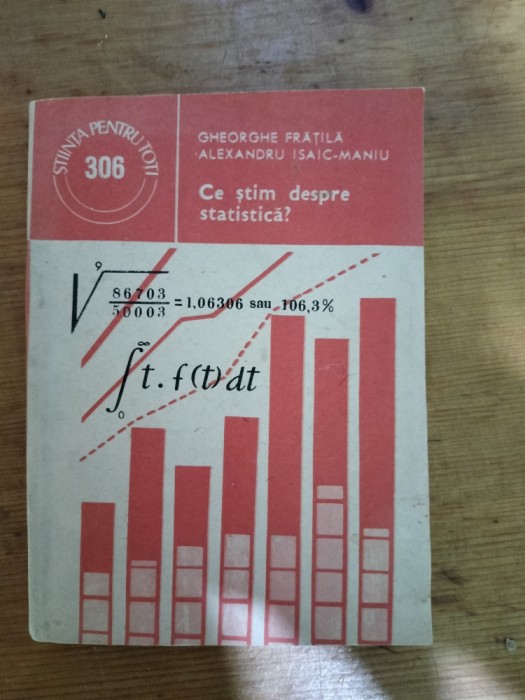 ȘTIINȚA PENTRU TOȚI
306
GHEORGHE FRĂȚILĂ
ALEXANDRU ISAIC-MANIU
Ce știm despre
statistică?
9√(86703/50003) = 1,06306 sau 106,3%
∫₀^∞ t . f(t) dt